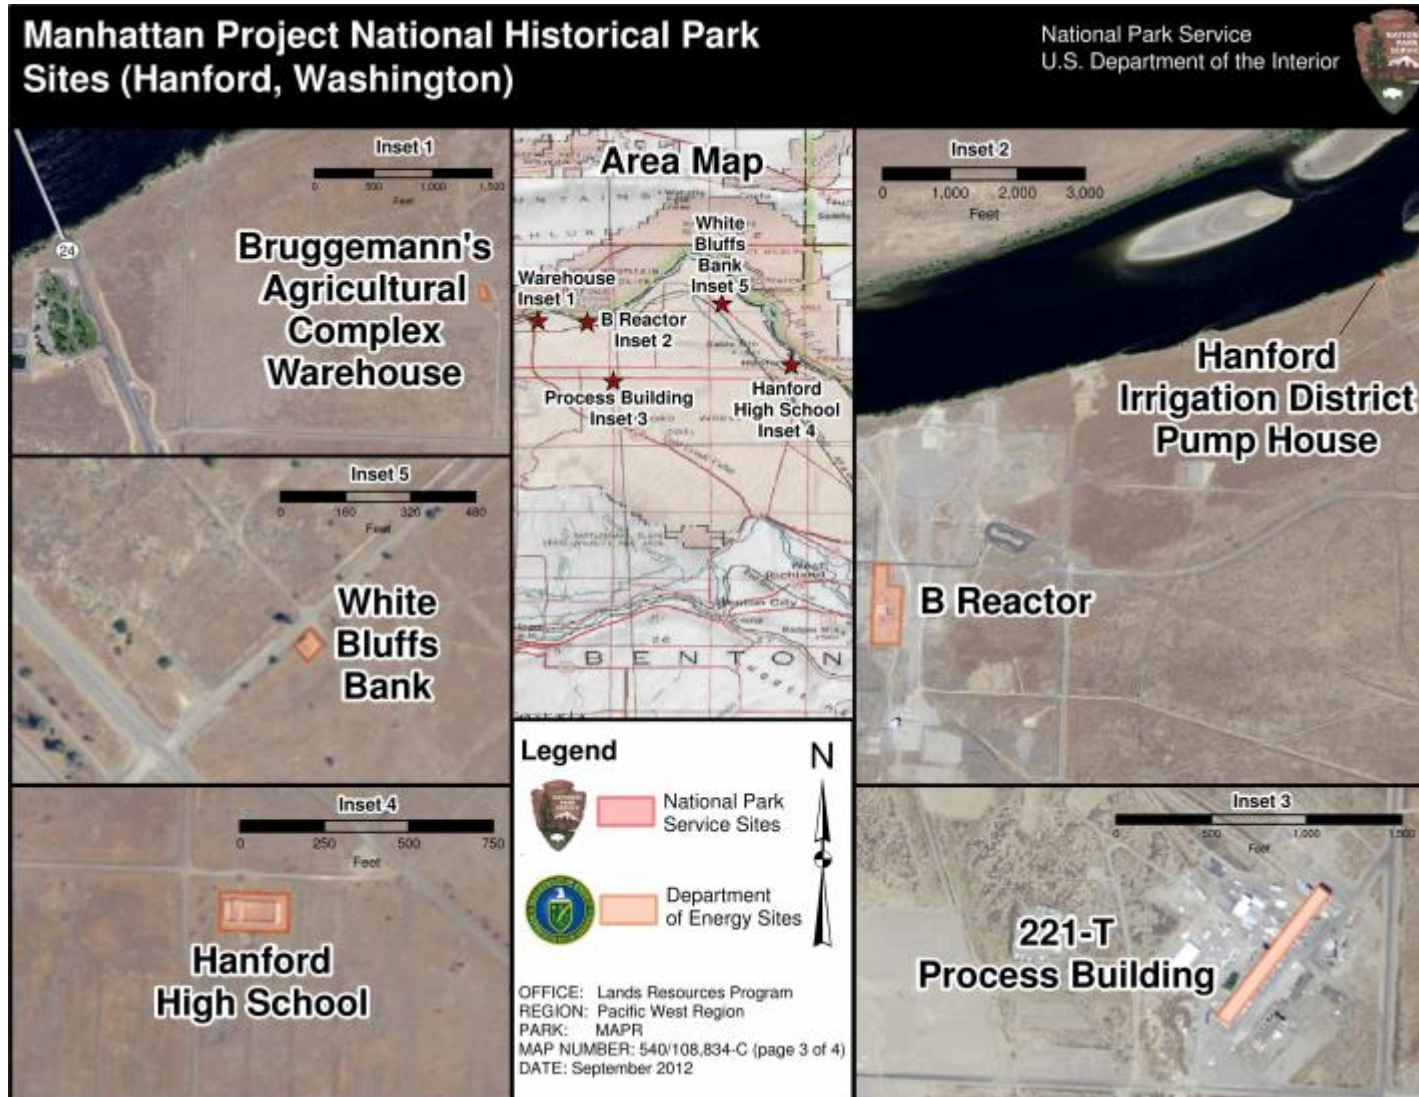 Manhattan Project National Historical Park
Sites (Hanford, Washington)
National Park Service
U.S. Department of the Interior
Inset 1
0 500 1,000 1,500
Feet
24
Bruggemann's
Agricultural
Complex
Warehouse
Area Map
White
Bluffs
Bank
Inset 5
Warehouse
Inset 1
B Reactor
Inset 2
Process Building
Inset 3
Hanford
High School
Inset 4
West
Richland
Benton City
BENTON
Inset 2
0 1,000 2,000 3,000
Feet
Hanford
Irrigation District
Pump House
B Reactor
Inset 5
0 160 320 480
Feet
White
Bluffs
Bank
Inset 4
0 250 500 750
Feet
Hanford
High School
Legend
N
National Park
Service Sites
Department
of Energy Sites
OFFICE: Lands Resources Program
REGION: Pacific West Region
PARK: MAPR
MAP NUMBER: 540/108,834-C (page 3 of 4)
DATE: September 2012
Inset 3
0 500 1,000 1,500
Feet
221-T
Process Building